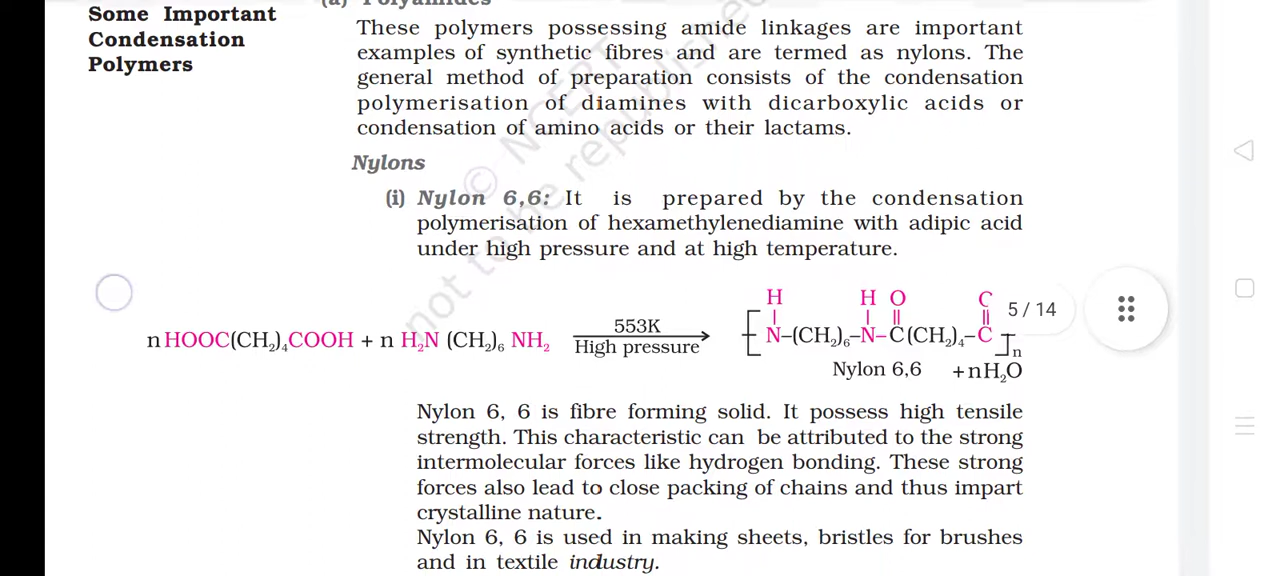 (a) Polyamides
Some Important
Condensation
Polymers
These polymers possessing amide linkages are important
examples of synthetic fibres and are termed as nylons. The
general method of preparation consists of the condensation
polymerisation of diamines with dicarboxylic acids or
condensation of amino acids or their lactams.
Nylons
(i) Nylon 6,6: It is prepared by the condensation
polymerisation of hexamethylenediamine with adipic acid
under high pressure and at high temperature.
H H O C
n HOOC(CH₂)₄COOH + n H₂N (CH₂)₆ NH₂ 553K High pressure [N–(CH₂)₆–N–C(CH₂)₄–C]n
Nylon 6,6 +nH₂O
5/14
Nylon 6, 6 is fibre forming solid. It possess high tensile
strength. This characteristic can be attributed to the strong
intermolecular forces like hydrogen bonding. These strong
forces also lead to close packing of chains and thus impart
crystalline nature.
Nylon 6, 6 is used in making sheets, bristles for brushes
and in textile industry.
© NCERT
not to be republished